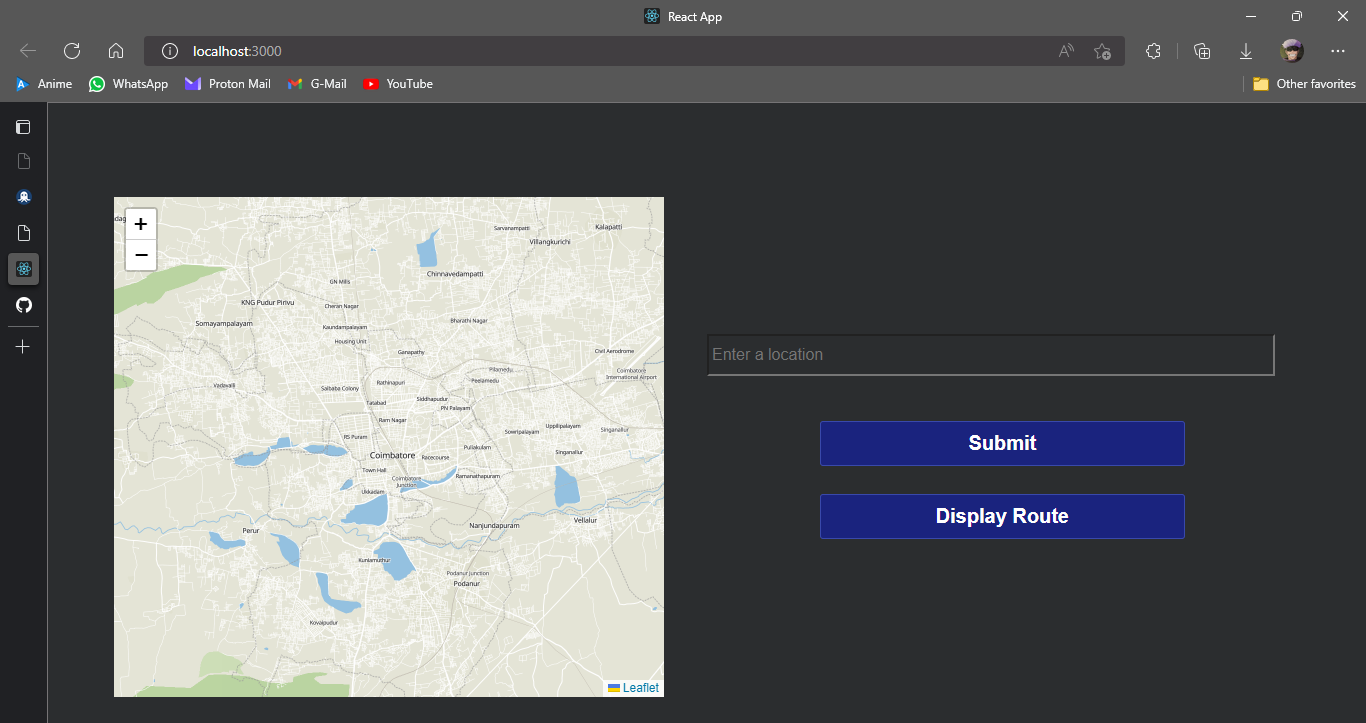 React App
localhost:3000
Anime
WhatsApp
Proton Mail
G-Mail
YouTube
Other favorites
+
−
Sarvanampatti
Kalapatti
Villangkurichi
Chinnavedampatti
GN Mills
KNG Pudur Pirivu
Cheran Nagar
Somayampalayam
Kaundampalayam
Bharathi Nagar
Housing Unit
Ganapathy
Civil Aerodrome
Pilamedu
Coimbatore
International Airport
Vadavalli
Saibaba Colony
Rathinapuri
Peelamedu
Tatabad
Siddhapudur
PN Palayam
Ram Nagar
RS Puram
Sowripalayam
Uppilipalayam
Singanallur
Pullakulam
Singanallur
Coimbatore
Racecourse
Town Hall
Coimbatore
Junction
Ramanathapuram
Ukkadam
Perur
Nanjundapuram
Vellalur
Kuniamuthur
Podanur Junction
Podanur
Kovaipudur
Leaflet
Enter a location
Submit
Display Route